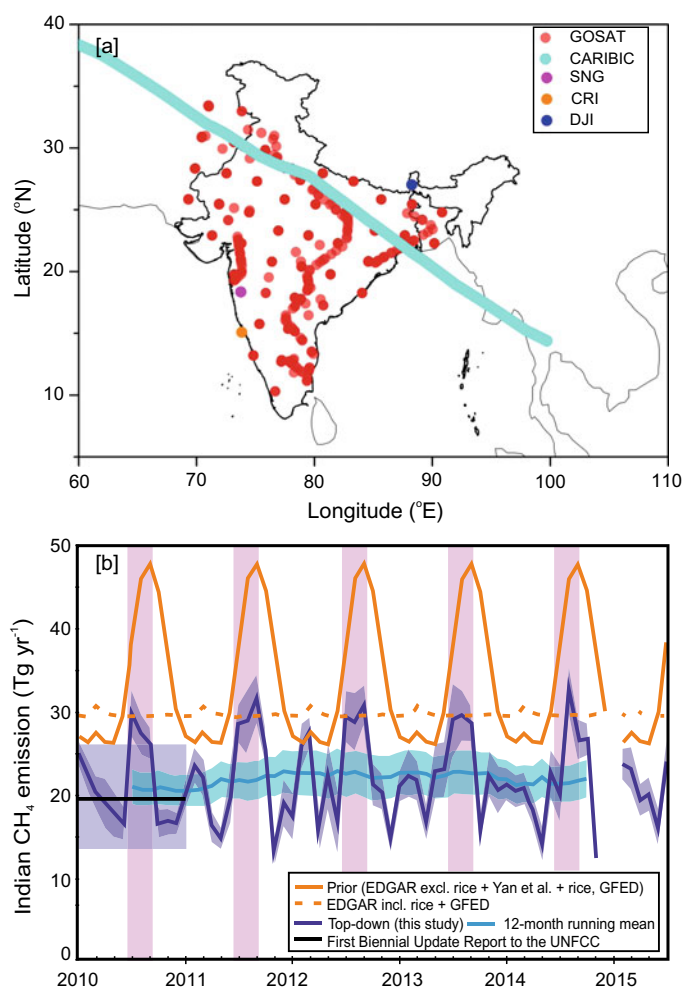 40
[a]
GOSAT
CARIBIC
SNG
CRI
DJI
30
20
10
Latitude (°N)
60 70 80 90 100 110
Longitude (°E)
50
[b]
40
30
20
10
0
Indian CH4 emission (Tg yr-1)
Prior (EDGAR excl. rice + Yan et al. + rice, GFED)
EDGAR incl. rice + GFED
Top-down (this study) 12-month running mean
First Biennial Update Report to the UNFCC
2010 2011 2012 2013 2014 2015